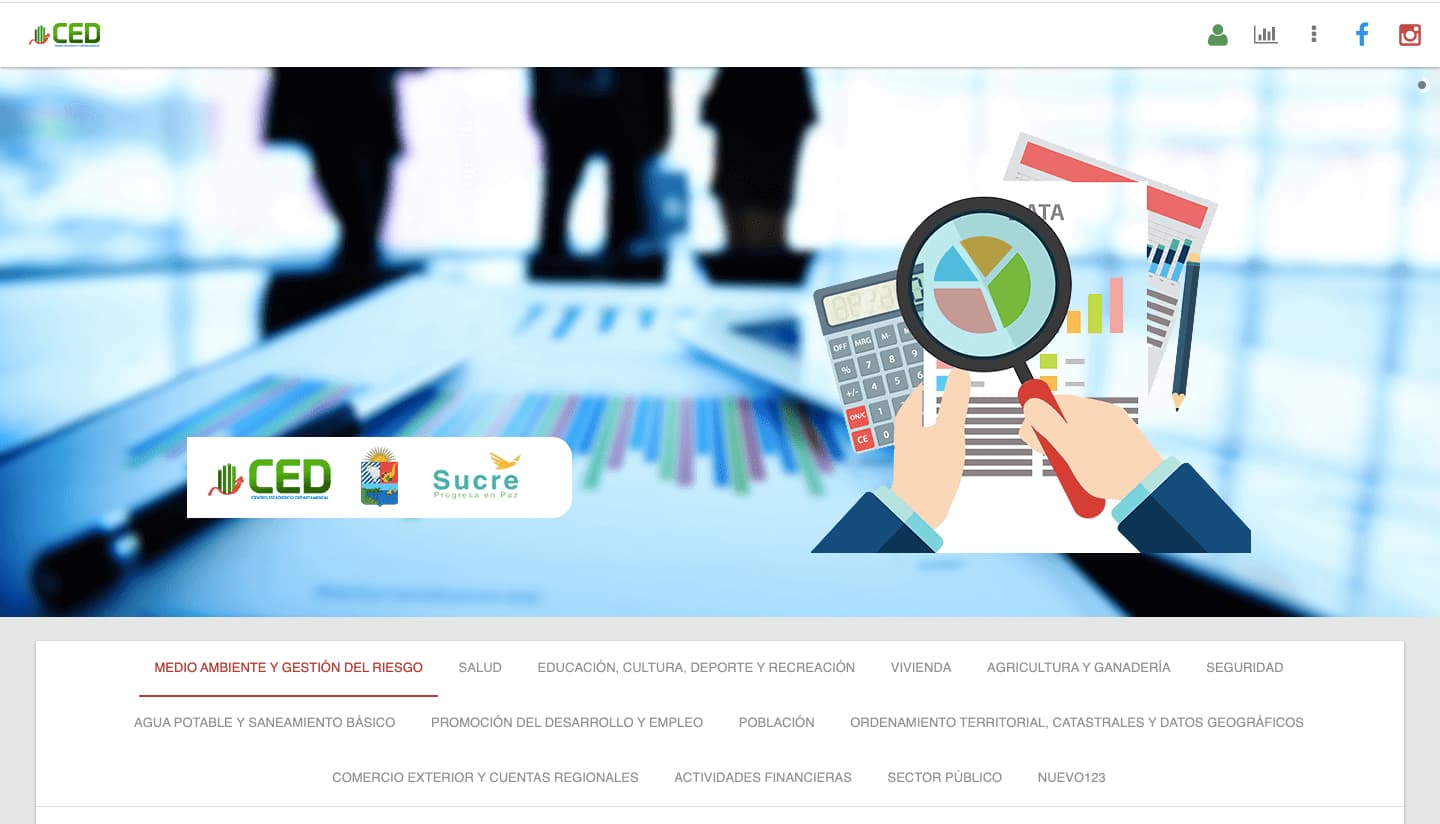 CED
DATA
OFF MRG M-
% 7 8 9
+/- 4 5 6
ON/C 1
CE 0
CED
CENTRO ESTADISTICO DEPARTAMENTAL
Sucre
Progresa en Paz
MEDIO AMBIENTE Y GESTIÓN DEL RIESGO SALUD EDUCACIÓN, CULTURA, DEPORTE Y RECREACIÓN VIVIENDA AGRICULTURA Y GANADERÍA SEGURIDAD
AGUA POTABLE Y SANEAMIENTO BÁSICO PROMOCIÓN DEL DESARROLLO Y EMPLEO POBLACIÓN ORDENAMIENTO TERRITORIAL, CATASTRALES Y DATOS GEOGRÁFICOS
COMERCIO EXTERIOR Y CUENTAS REGIONALES ACTIVIDADES FINANCIERAS SECTOR PÚBLICO NUEVO123